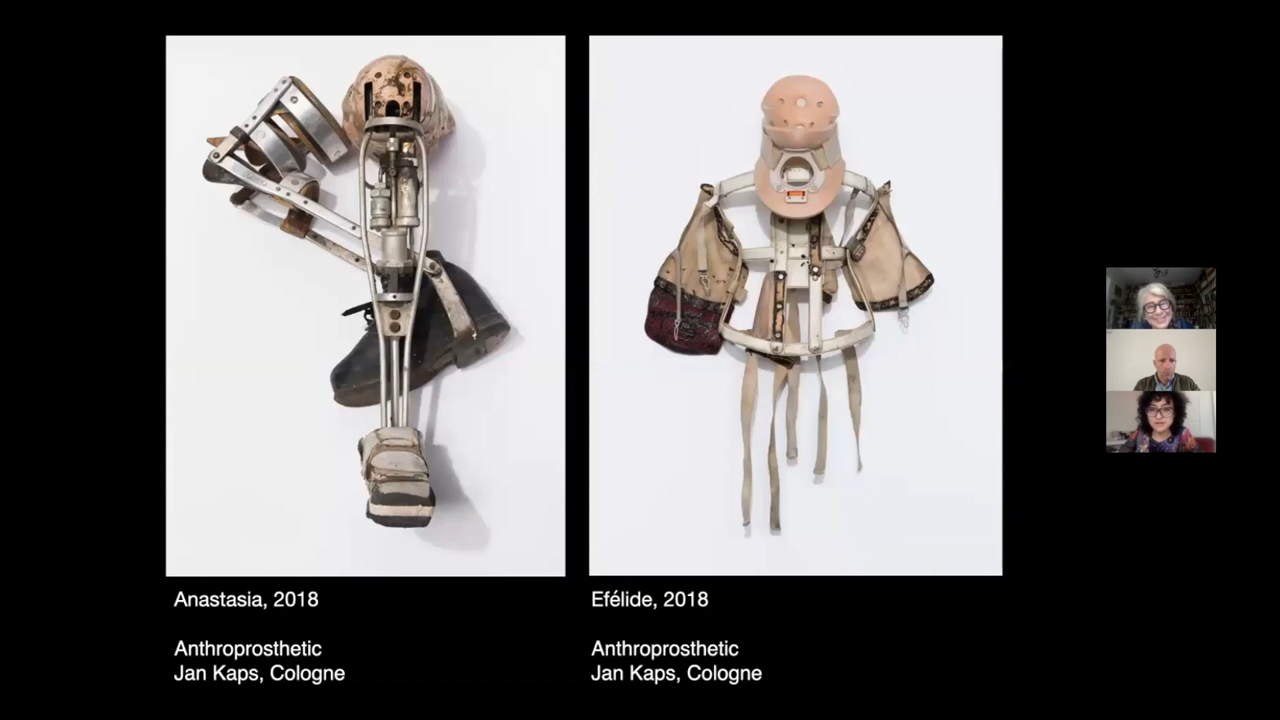 Anastasia, 2018
Anthroprosthetic
Jan Kaps, Cologne
Efélide, 2018
Anthroprosthetic
Jan Kaps, Cologne